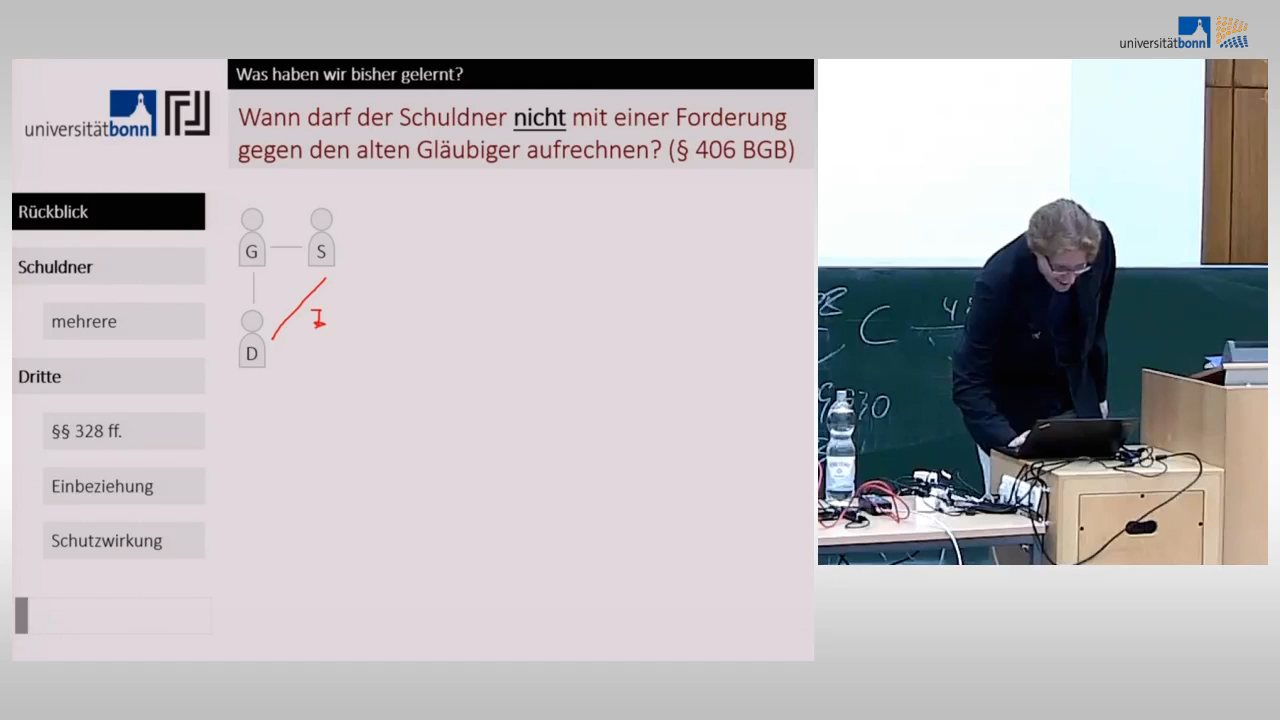 universitätbonn
Was haben wir bisher gelernt?
universitätbonn
Wann darf der Schuldner nicht mit einer Forderung
gegen den alten Gläubiger aufrechnen? (§ 406 BGB)
Rückblick
Schuldner
mehrere
Dritte
§§ 328 ff.
Einbeziehung
Schutzwirkung
G
S
D
C